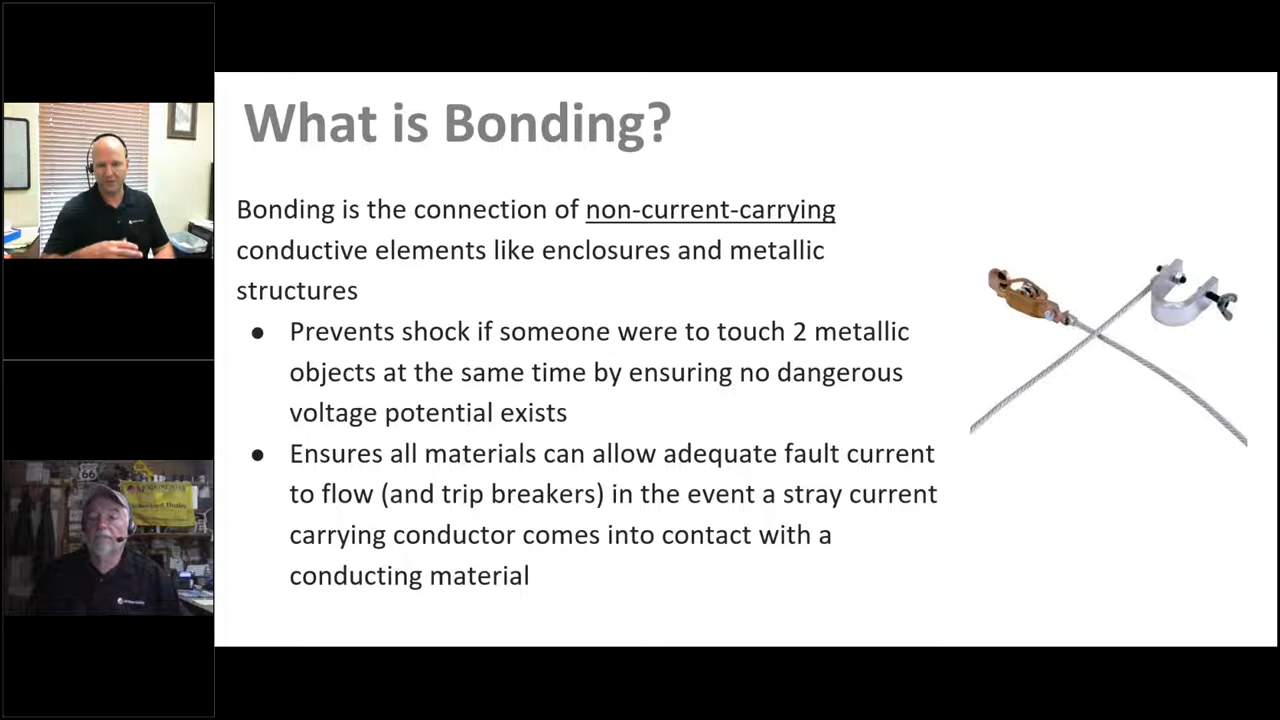 What is Bonding?
Bonding is the connection of non-current-carrying
conductive elements like enclosures and metallic
structures
● Prevents shock if someone were to touch 2 metallic
objects at the same time by ensuring no dangerous
voltage potential exists
● Ensures all materials can allow adequate fault current
to flow (and trip breakers) in the event a stray current
carrying conductor comes into contact with a
conducting material
66